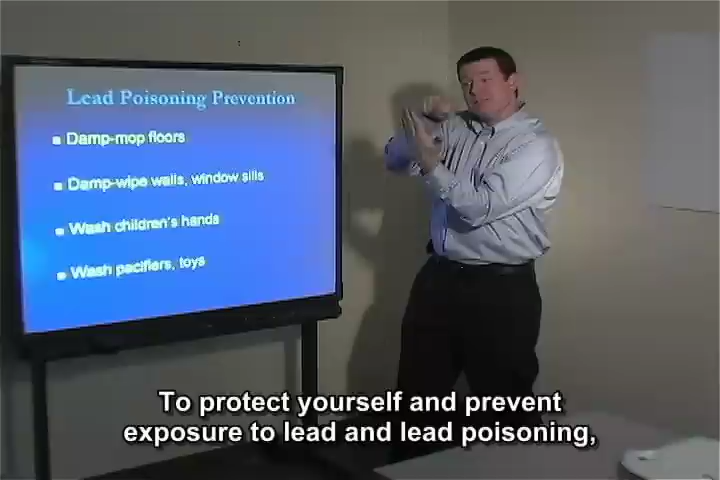 Lead Poisoning Prevention
▪ Damp-mop floors
▪ Damp-wipe walls, window sills
▪ Wash children's hands
▪ Wash pacifiers, toys
To protect yourself and prevent
exposure to lead and lead poisoning,